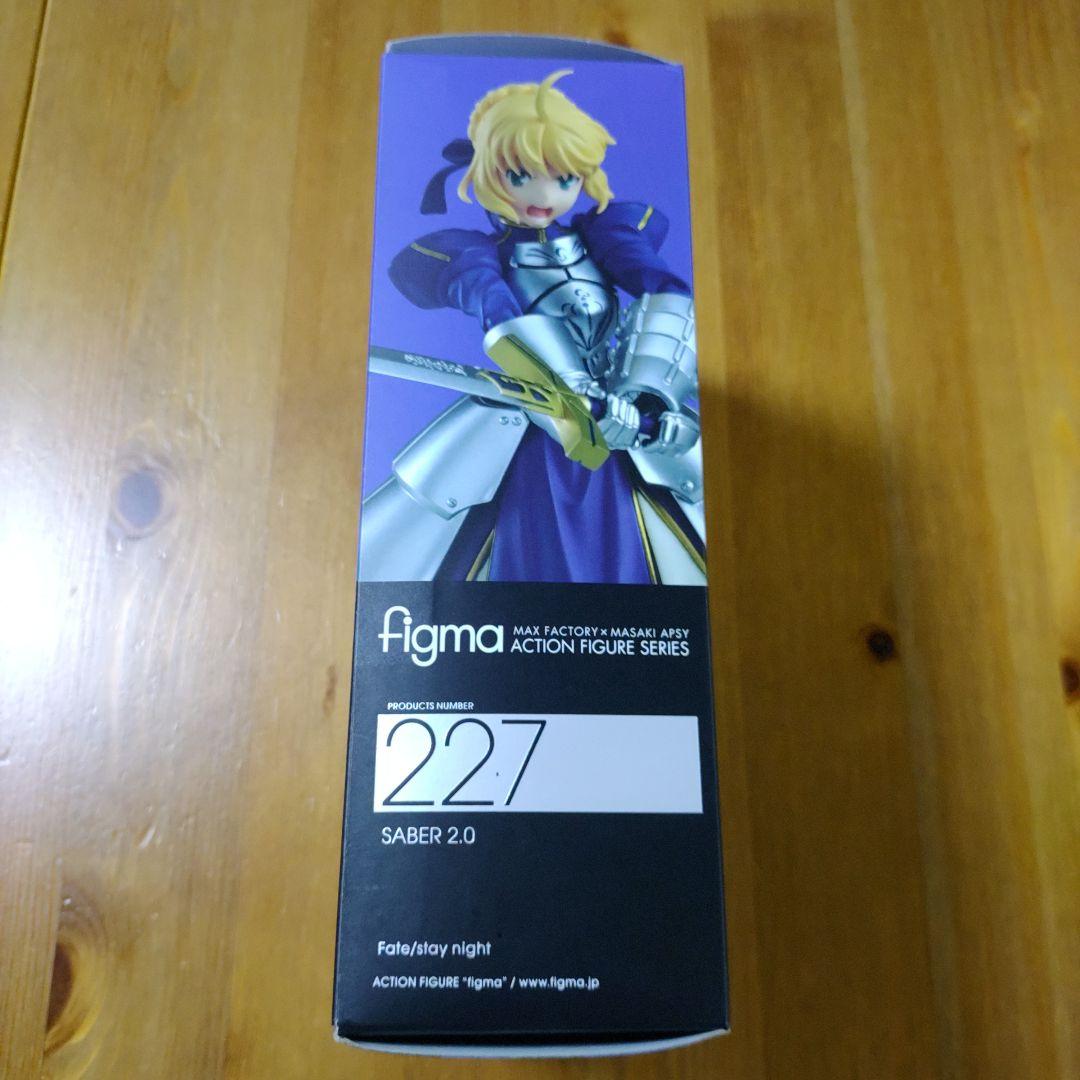 figma
MAX FACTORY × MASAKI APSY
ACTION FIGURE SERIES
PRODUCTS NUMBER
227
SABER 2.0
Fate/stay night
ACTION FIGURE "figma" / www.figma.jp